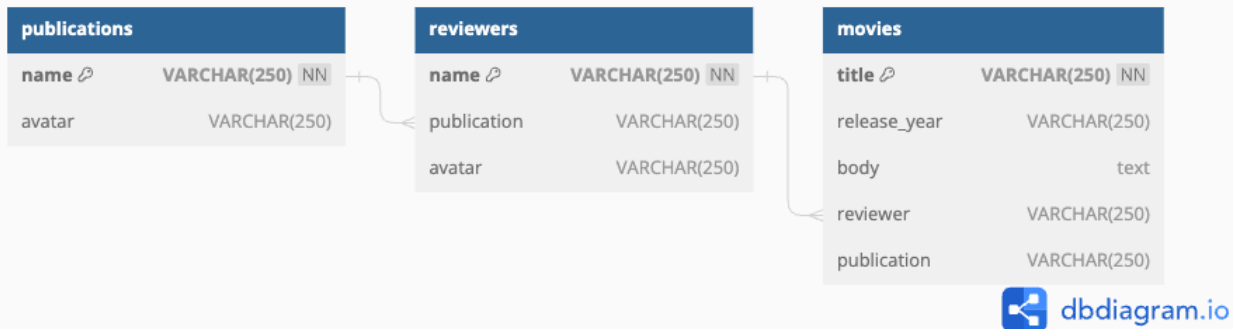 publications
name VARCHAR(250) NN
avatar VARCHAR(250)
reviewers
name VARCHAR(250) NN
publication VARCHAR(250)
avatar VARCHAR(250)
movies
title VARCHAR(250) NN
release_year VARCHAR(250)
body text
reviewer VARCHAR(250)
publication VARCHAR(250)
dbdiagram.io